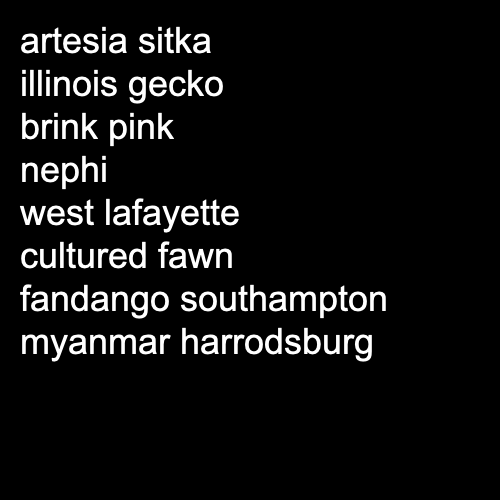 artesia sitka
illinois gecko
brink pink
nephi
west lafayette
cultured fawn
fandango southampton
myanmar harrodsburg